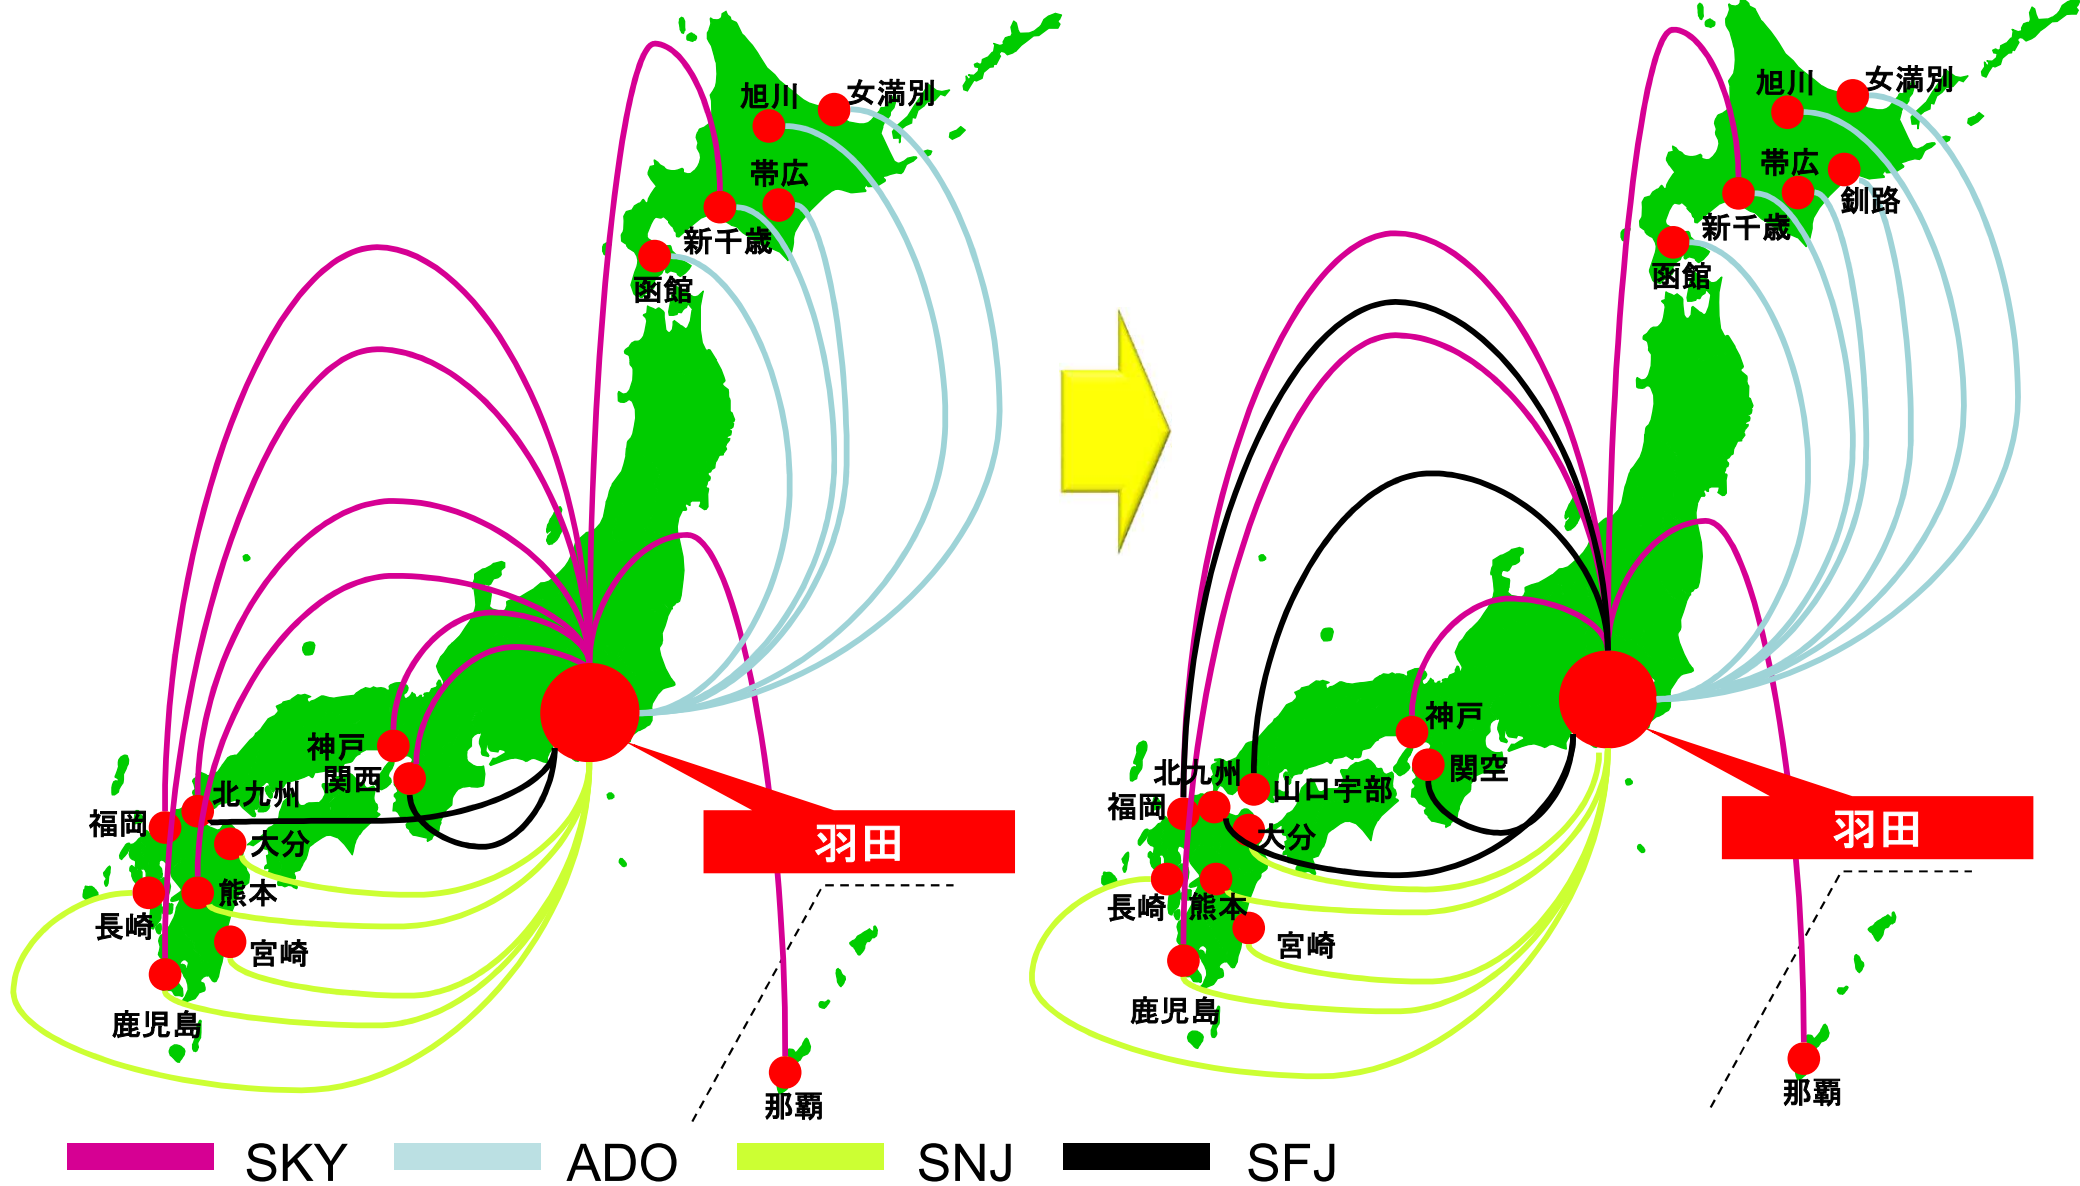 旭川
女満別
帯広
新千歳
函館
神戸
関西
北九州
福岡
大分
熊本
長崎
宮崎
鹿児島
羽田
那覇
旭川
女満別
帯広
釧路
新千歳
函館
神戸
関空
北九州
山口宇部
福岡
大分
長崎
熊本
宮崎
鹿児島
羽田
那覇
SKY
ADO
SNJ
SFJ